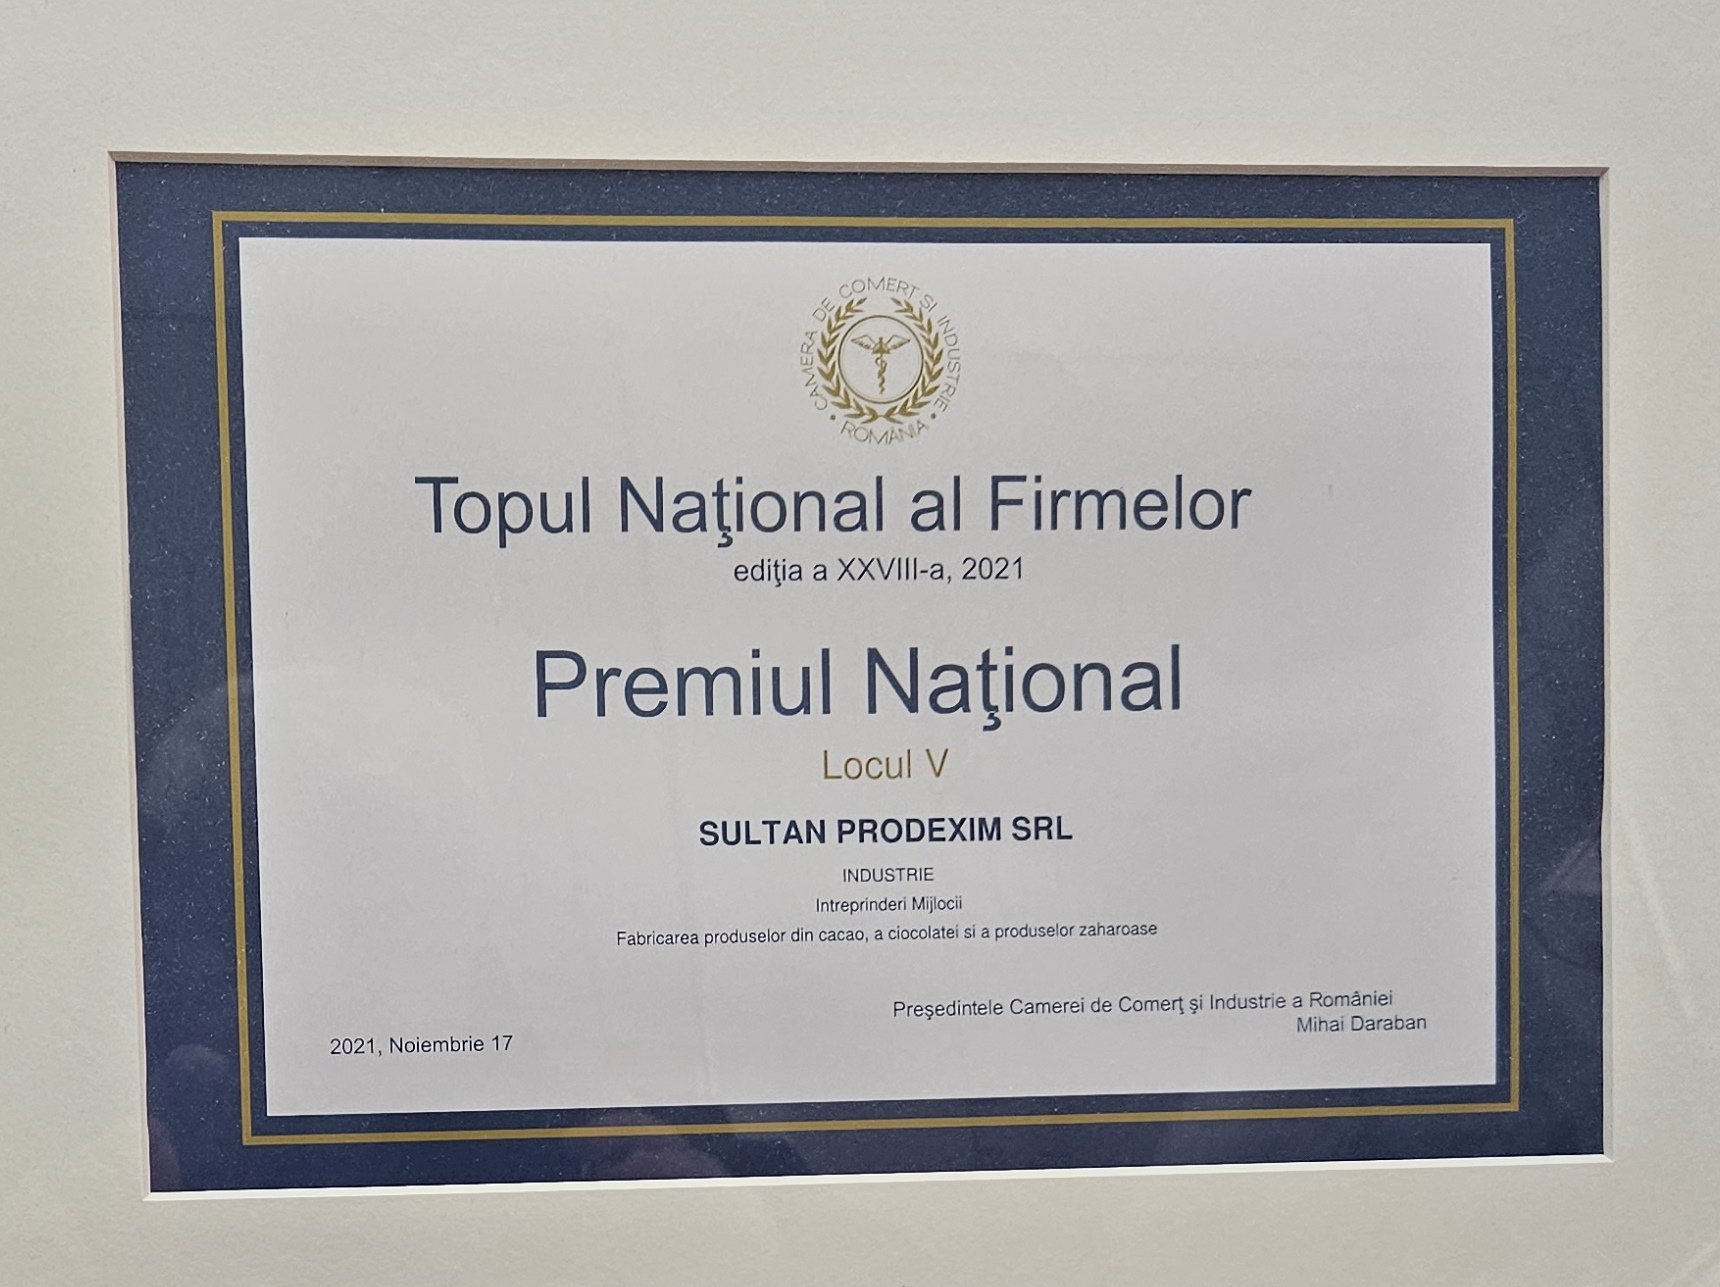 CAMERA DE COMERT SI INDUSTRIE • ROMÂNIA •
Topul Naţional al Firmelor
ediţia a XXVIII-a, 2021
Premiul Naţional
Locul V
SULTAN PRODEXIM SRL
INDUSTRIE
Intreprinderi Mijlocii
Fabricarea produselor din cacao, a ciocolatei si a produselor zaharoase
Preşedintele Camerei de Comerţ şi Industrie a României
Mihai Daraban
2021, Noiembrie 17